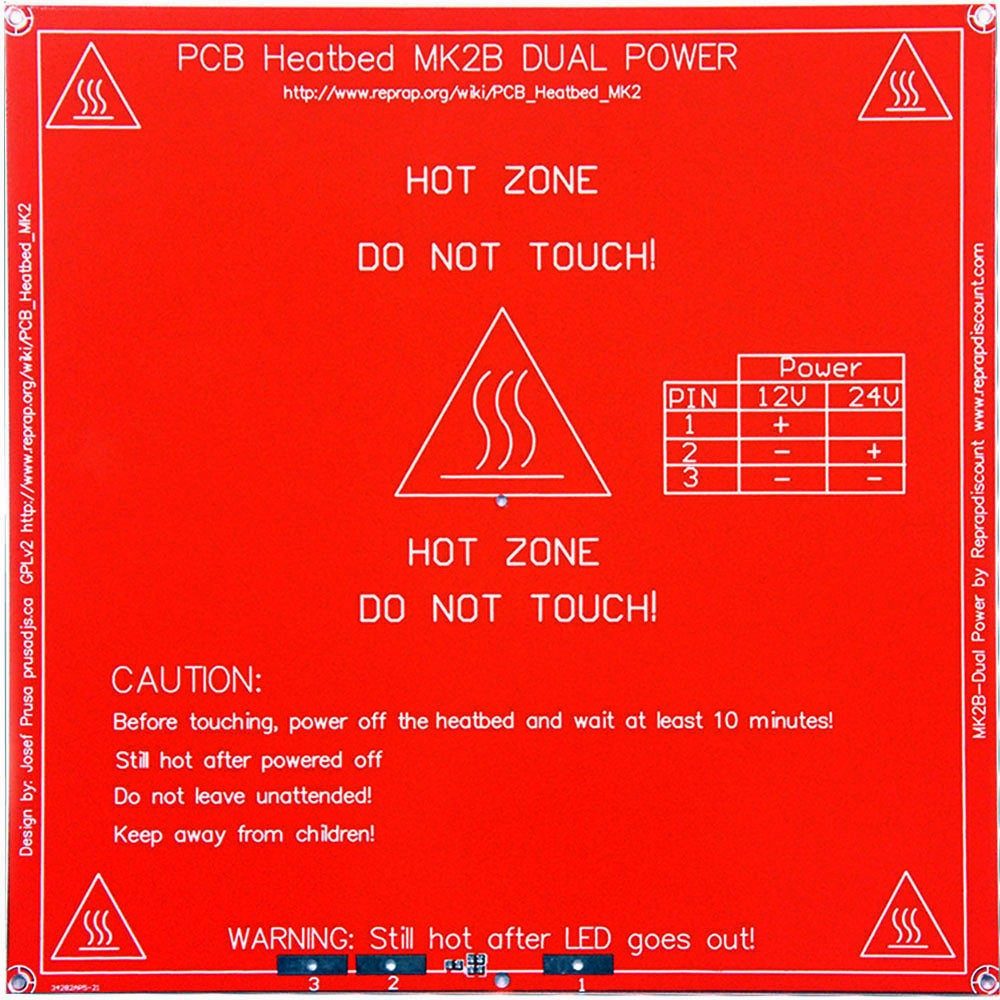 PCB Heatbed MK2B DUAL POWER
http://www.reprap.org/wiki/PCB_Heatbed_MK2
HOT ZONE
DO NOT TOUCH!
Power
PIN 12V 24V
1 +
2 - +
3 - -
HOT ZONE
DO NOT TOUCH!
CAUTION:
Before touching, power off the heatbed and wait at least 10 minutes!
Still hot after powered off
Do not leave unattended!
Keep away from children!
WARNING: Still hot after LED goes out!
3 2 1
Design by: Josef Prusa prusadjs.ca GPLv2 http://www.reprap.org/wiki/PCB_Heatbed_MK2
MK2B-Dual Power by Reprapdiscount www.reprapdiscount.com